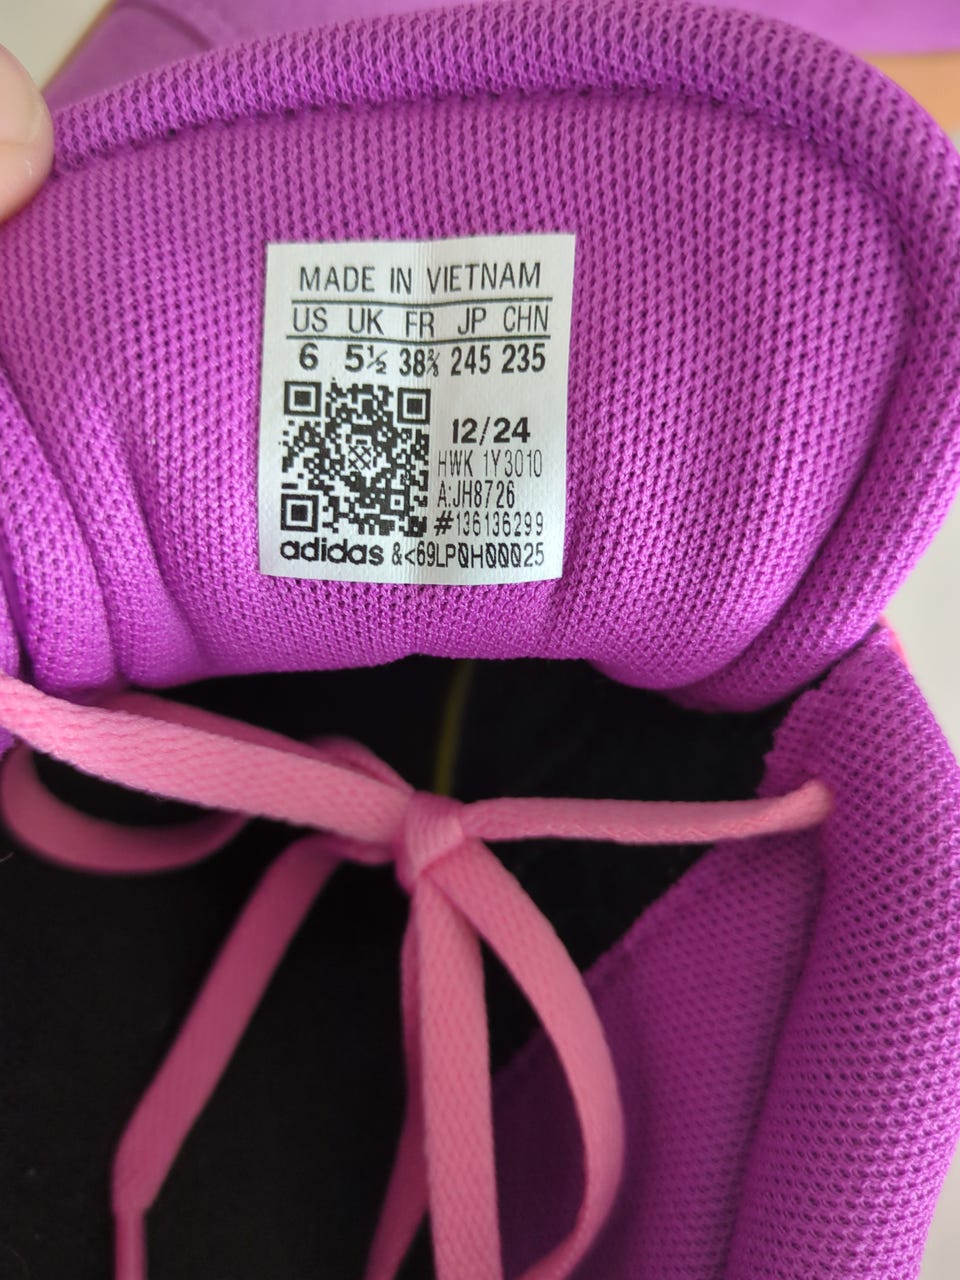 MADE IN VIETNAM
US UK FR JP CHN
6 5½ 38⅔ 245 235
12/24
HWK 1Y3010
A:JH8726
#136136299
adidas &<69LP0H00025